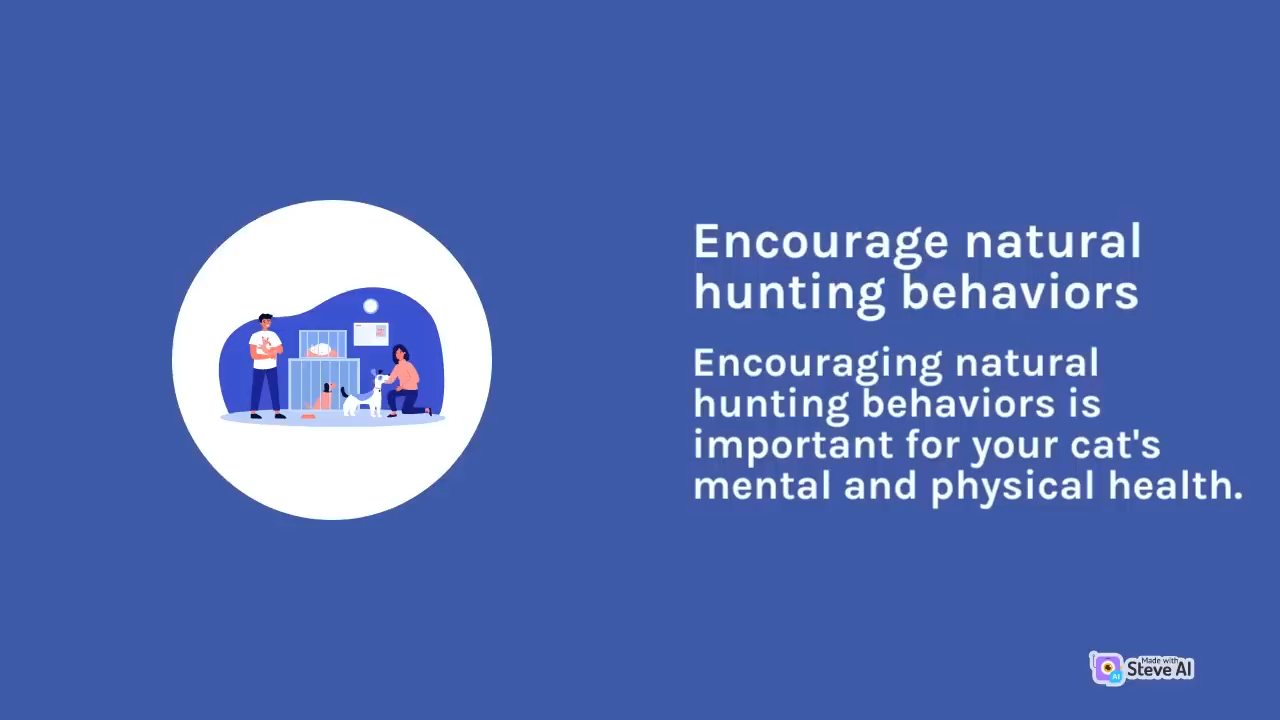 Encourage natural
hunting behaviors
Encouraging natural
hunting behaviors is
important for your cat's
mental and physical health.
Made with
Steve AI
AI